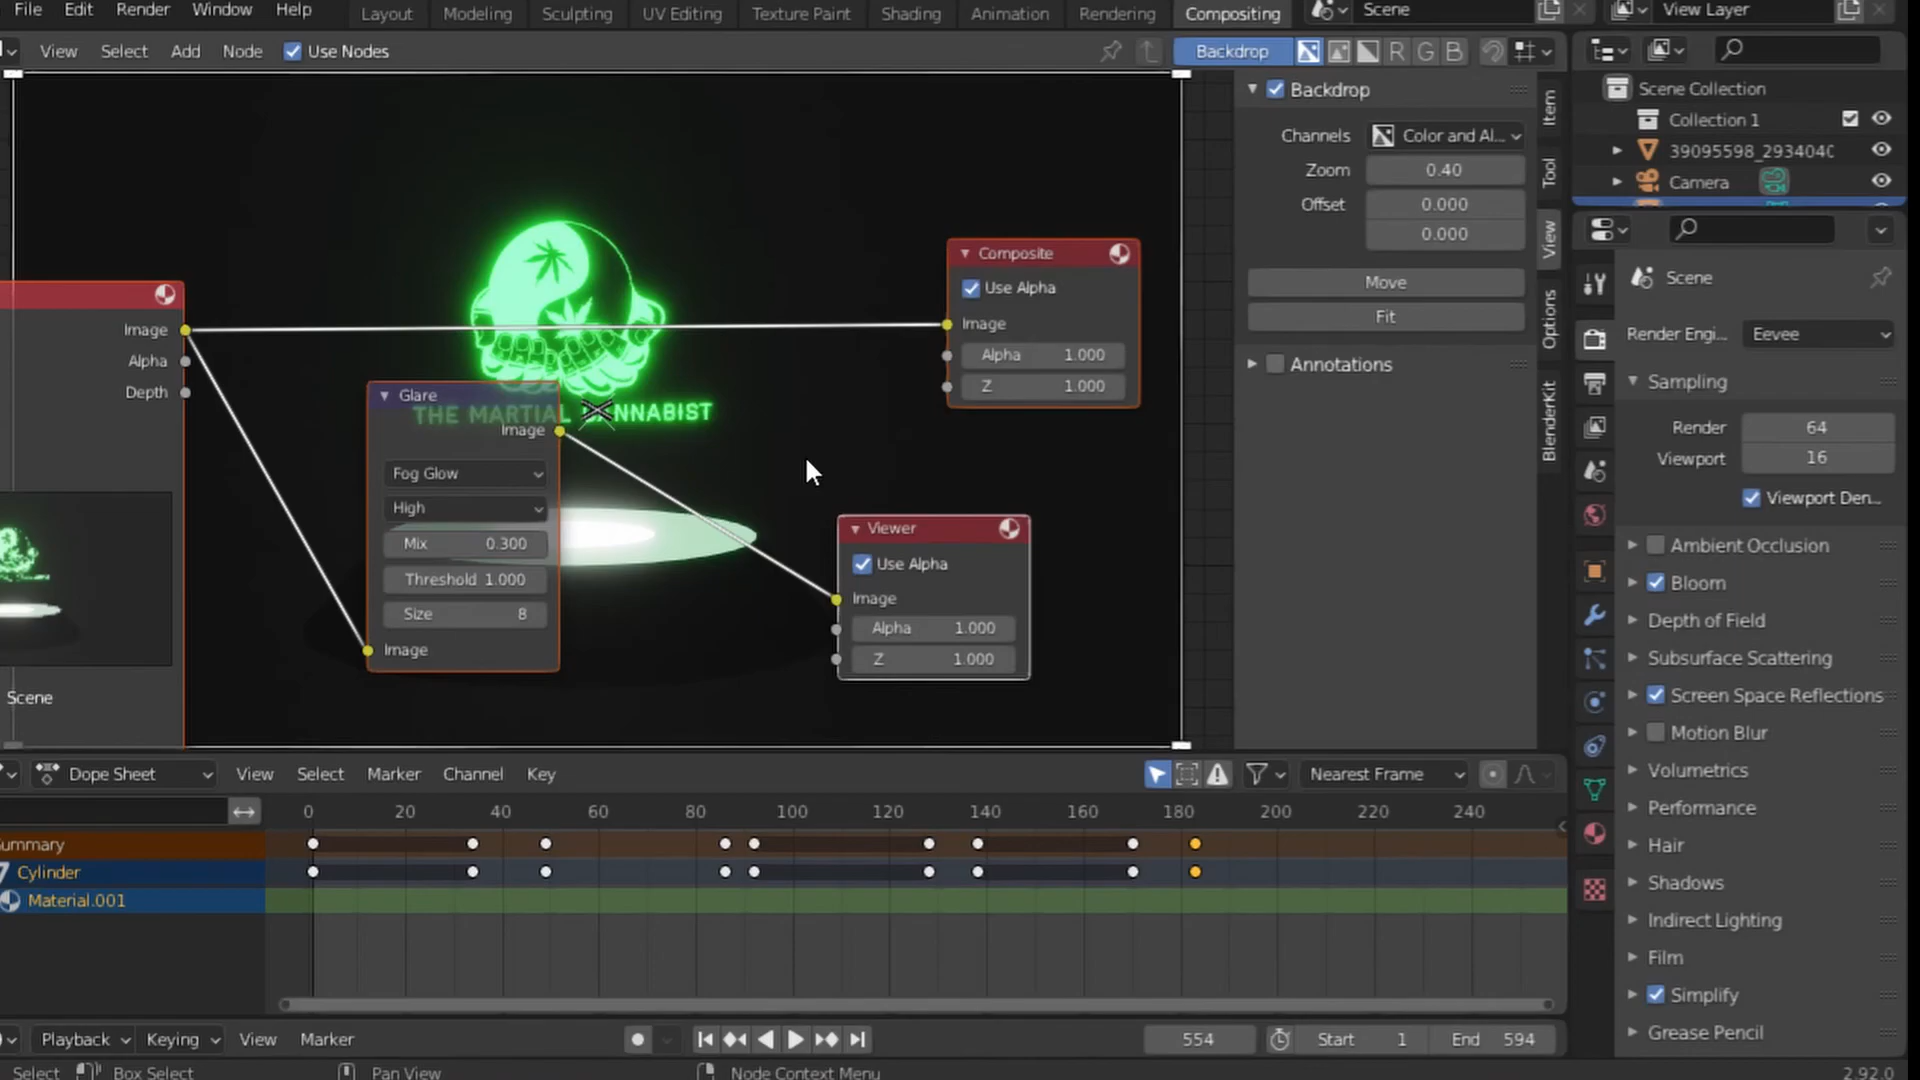 File Edit Render Window Help Layout Modeling Sculpting UV Editing Texture Paint Shading Animation Rendering Compositing Scene View Layer
View Select Add Node Use Nodes Backdrop R G B
Backdrop
Channels Color and Al...
Zoom 0.40
Offset 0.000
0.000
Move
Fit
Annotations
Item
Tool
View
Options
BlenderKit
Scene Collection
Collection 1
39095598_2934040
Camera
Scene
Render Engi... Eevee
Sampling
Render 64
Viewport 16
Viewport Den...
Ambient Occlusion
Bloom
Depth of Field
Subsurface Scattering
Screen Space Reflections
Motion Blur
Volumetrics
Performance
Hair
Shadows
Indirect Lighting
Film
Simplify
Grease Pencil
Image
Alpha
Depth
Scene
THE MARTIAL CANNABIST
Glare
Image
Fog Glow
High
Mix 0.300
Threshold 1.000
Size 8
Image
Composite
Use Alpha
Image
Alpha 1.000
Z 1.000
Viewer
Use Alpha
Image
Alpha 1.000
Z 1.000
Dope Sheet View Select Marker Channel Key Nearest Frame
0 20 40 60 80 100 120 140 160 180 200 220 240
ummary
Cylinder
Material.001
Playback Keying View Marker 554 Start 1 End 594
Select Box Select Pan View Node Context Menu 2.92.0